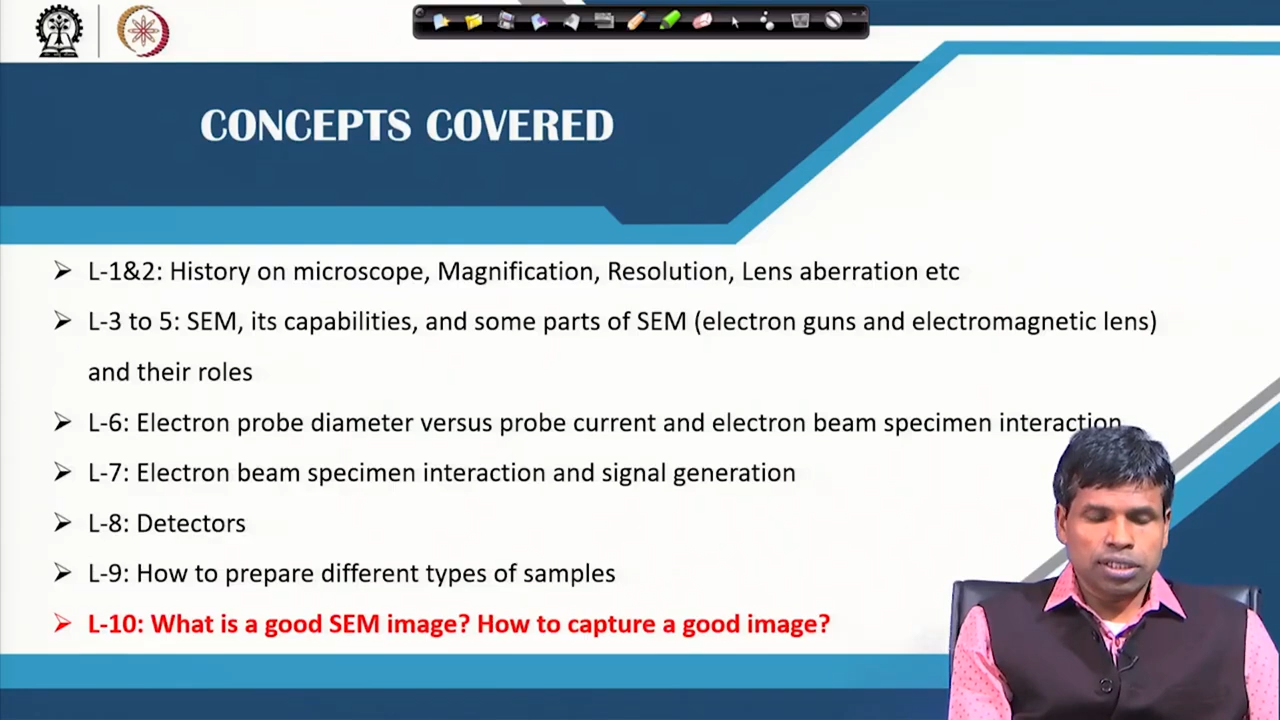 CONCEPTS COVERED
➢ L-1&2: History on microscope, Magnification, Resolution, Lens aberration etc
➢ L-3 to 5: SEM, its capabilities, and some parts of SEM (electron guns and electromagnetic lens)
and their roles
➢ L-6: Electron probe diameter versus probe current and electron beam specimen interaction
➢ L-7: Electron beam specimen interaction and signal generation
➢ L-8: Detectors
➢ L-9: How to prepare different types of samples
➢ L-10: What is a good SEM image? How to capture a good image?